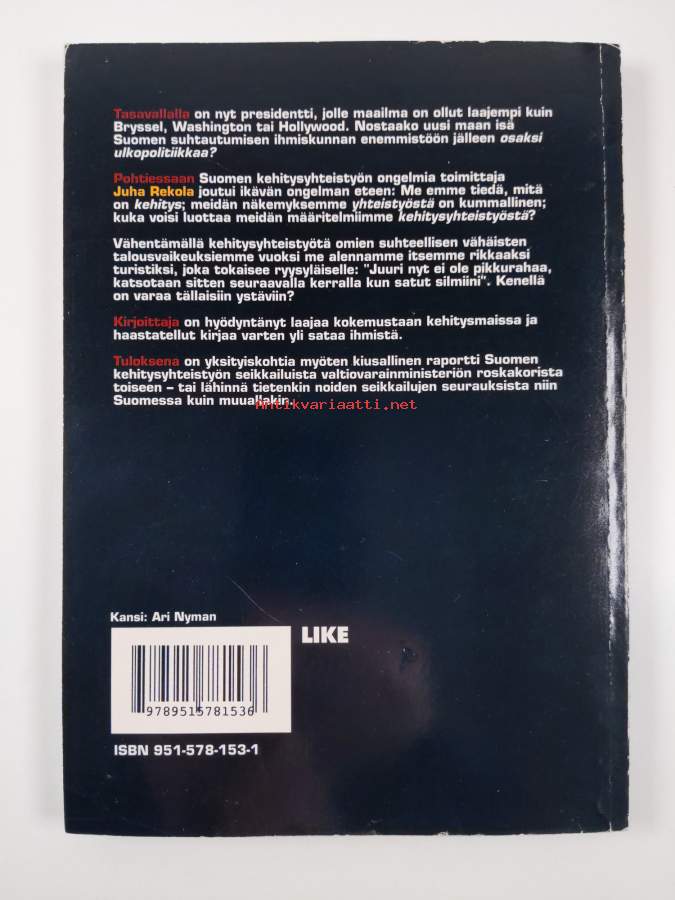 Tasavallalla on nyt presidentti, jolle maailma on ollut laajempi kuin
Bryssel, Washington tai Hollywood. Nostaako uusi maan isä
Suomen suhtautumisen ihmiskunnan enemmistöön jälleen osaksi
ulkopolitiikkaa?
Pohtiessaan Suomen kehitysyhteistyön ongelmia toimittaja
Juha Rekola joutui ikävän ongelman eteen: Me emme tiedä, mitä
on kehitys; meidän näkemyksemme yhteistyöstä on kummallinen;
kuka voisi luottaa meidän määritelmiimme kehitysyhteistyöstä?
Vähentämällä kehitysyhteistyötä omien suhteellisen vähäisten
talousvaikeuksiemme vuoksi me alennamme itsemme rikkaaksi
turistiksi, joka tokaisee ryysyläiselle: "Juuri nyt ei ole pikkurahaa,
katsotaan sitten seuraavalla kerralla kun satut silmiini". Kenellä
on varaa tällaisiin ystäviin?
Kirjoittaja on hyödyntänyt laajaa kokemustaan kehitysmaissa ja
haastatellut kirjaa varten yli sataa ihmistä.
Tuloksena on yksityiskohtia myöten kiusallinen raportti Suomen
kehitysyhteistyön seikkailuista valtiovarainministeriön roskakorista
toiseen – tai lähinnä tietenkin noiden seikkailujen seurauksista niin
Suomessa kuin muuallakin.
Antikvariaatti.net
Kansi: Ari Nyman
LIKE
9789515781536
ISBN 951-578-153-1